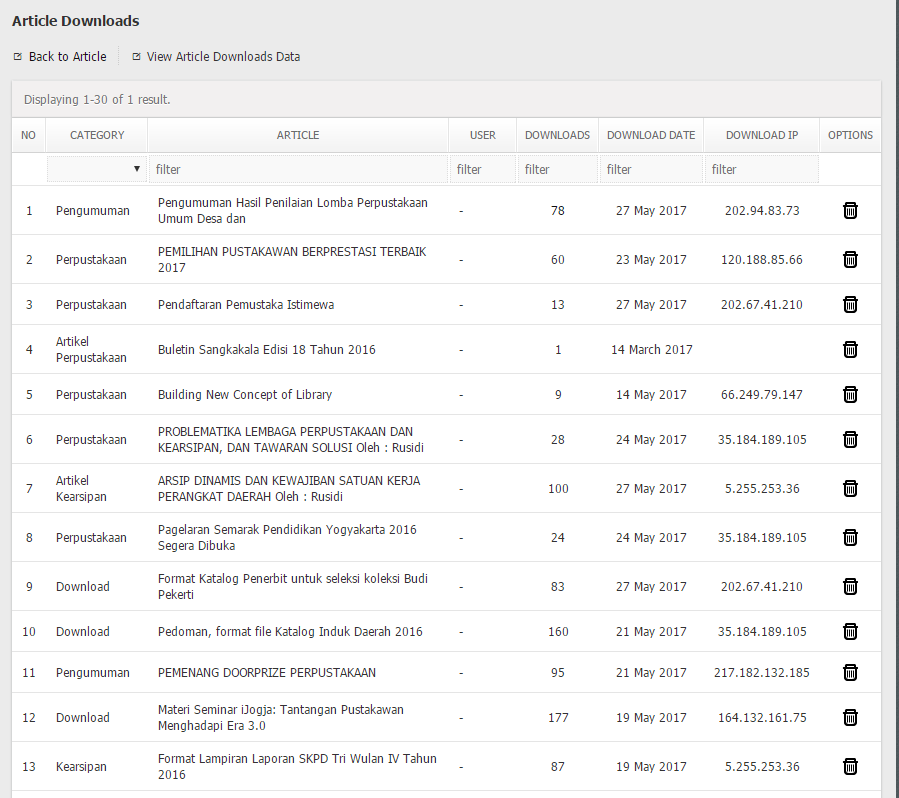 Article Downloads
Back to Article View Article Downloads Data
Displaying 1-30 of 1 result.
NO CATEGORY ARTICLE USER DOWNLOADS DOWNLOAD DATE DOWNLOAD IP OPTIONS
filter filter filter filter filter
1 Pengumuman Pengumuman Hasil Penilaian Lomba Perpustakaan Umum Desa dan - 78 27 May 2017 202.94.83.73
2 Perpustakaan PEMILIHAN PUSTAKAWAN BERPRESTASI TERBAIK 2017 - 60 23 May 2017 120.188.85.66
3 Perpustakaan Pendaftaran Pemustaka Istimewa - 13 27 May 2017 202.67.41.210
4 Artikel Perpustakaan Buletin Sangkakala Edisi 18 Tahun 2016 - 1 14 March 2017
5 Perpustakaan Building New Concept of Library - 9 14 May 2017 66.249.79.147
6 Perpustakaan PROBLEMATIKA LEMBAGA PERPUSTAKAAN DAN KEARSIPAN, DAN TAWARAN SOLUSI Oleh : Rusidi - 28 24 May 2017 35.184.189.105
7 Artikel Kearsipan ARSIP DINAMIS DAN KEWAJIBAN SATUAN KERJA PERANGKAT DAERAH Oleh : Rusidi - 100 27 May 2017 5.255.253.36
8 Perpustakaan Pagelaran Semarak Pendidikan Yogyakarta 2016 Segera Dibuka - 24 24 May 2017 35.184.189.105
9 Download Format Katalog Penerbit untuk seleksi koleksi Budi Pekerti - 83 27 May 2017 202.67.41.210
10 Download Pedoman, format file Katalog Induk Daerah 2016 - 160 21 May 2017 35.184.189.105
11 Pengumuman PEMENANG DOORPRIZE PERPUSTAKAAN - 95 21 May 2017 217.182.132.185
12 Download Materi Seminar iJogja: Tantangan Pustakawan Menghadapi Era 3.0 - 177 19 May 2017 164.132.161.75
13 Kearsipan Format Lampiran Laporan SKPD Tri Wulan IV Tahun 2016 - 87 19 May 2017 5.255.253.36